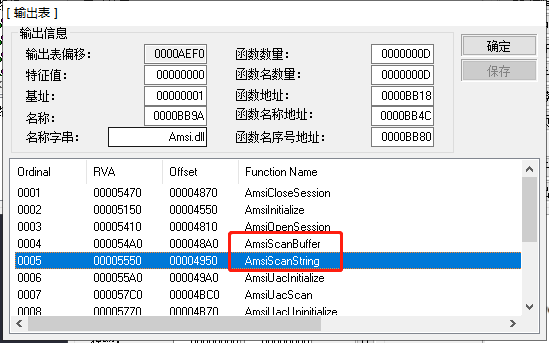 [ 输出表 ]
输出信息
输出表偏移： 0000AEF0 函数数量： 0000000D
特征值： 00000000 函数名数量： 0000000D
基址： 00000001 函数地址： 0000BB18
名称： 0000BB9A 函数名称地址： 0000BB4C
名称字串： Amsi.dll 函数名序号地址： 0000BB80
确定
保存
Ordinal RVA Offset Function Name
0001 00005470 00004870 AmsiCloseSession
0002 00005150 00004550 AmsiInitialize
0003 00005410 00004810 AmsiOpenSession
0004 000054A0 000048A0 AmsiScanBuffer
0005 00005550 00004950 AmsiScanString
0006 000055A0 000049A0 AmsiUacInitialize
0007 000057C0 00004BC0 AmsiUacScan